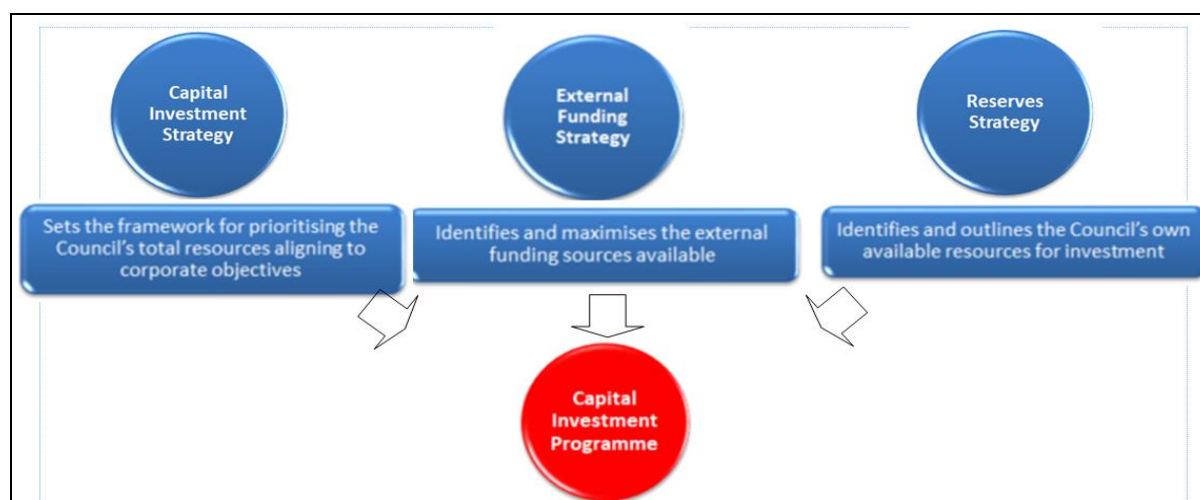 Capital
Investment
Strategy
Sets the framework for prioritising the
Council's total resources aligning to
corporate objectives
External
Funding
Strategy
Identifies and maximises the external
funding sources available
Reserves
Strategy
Identifies and outlines the Council's own
available resources for investment
Capital
Investment
Programme